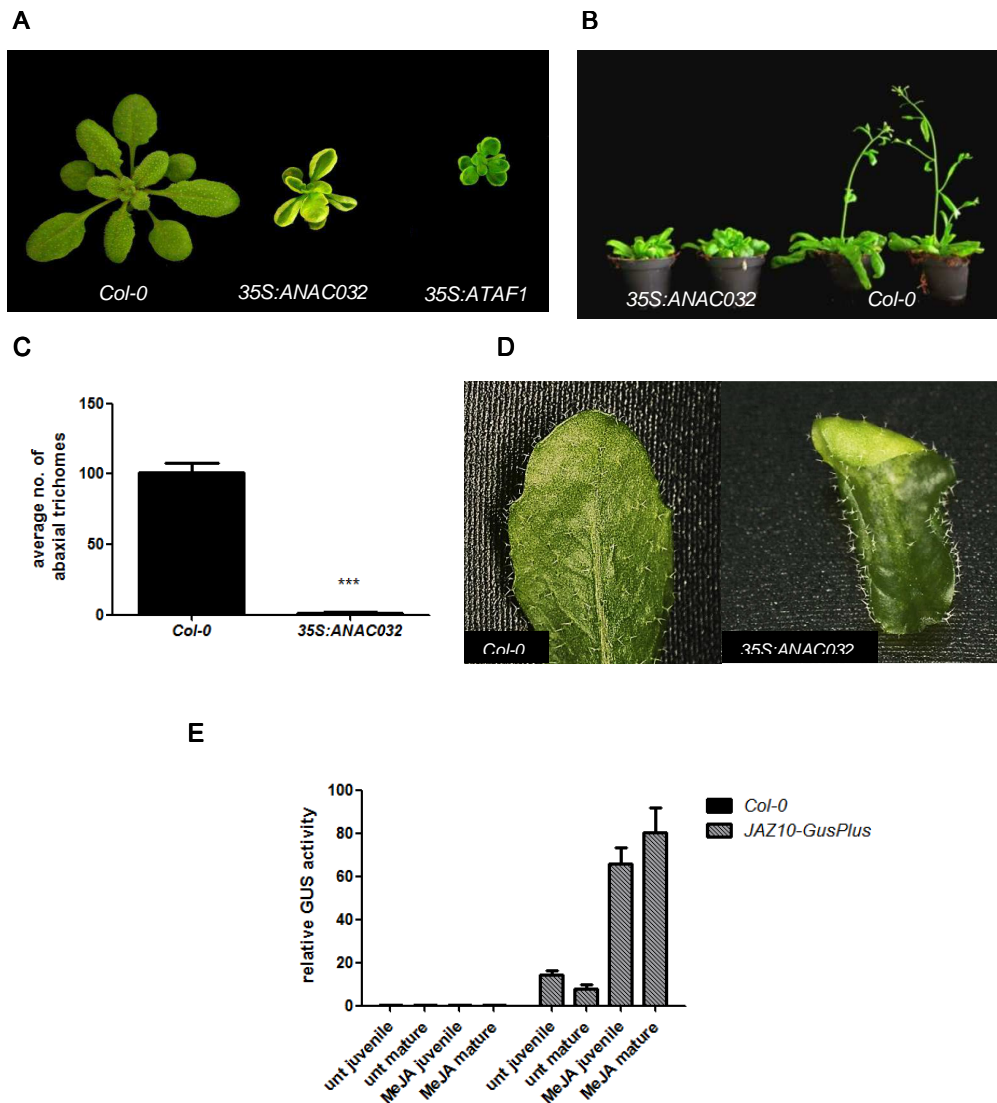 A
B
Col-0
35S:ANAC032
35S:ATAF1
35S:ANAC032
Col-0
C
D
150
100
50
0
average no. of
abaxial trichomes
***
Col-0
35S:ANAC032
Col-0
35S:ANAC032
E
100
80
60
40
20
0
relative GUS activity
Col-0
JAZ10-GusPlus
unt juvenile
unt mature
MeJA juvenile
MeJA mature
unt juvenile
unt mature
MeJA juvenile
MeJA mature